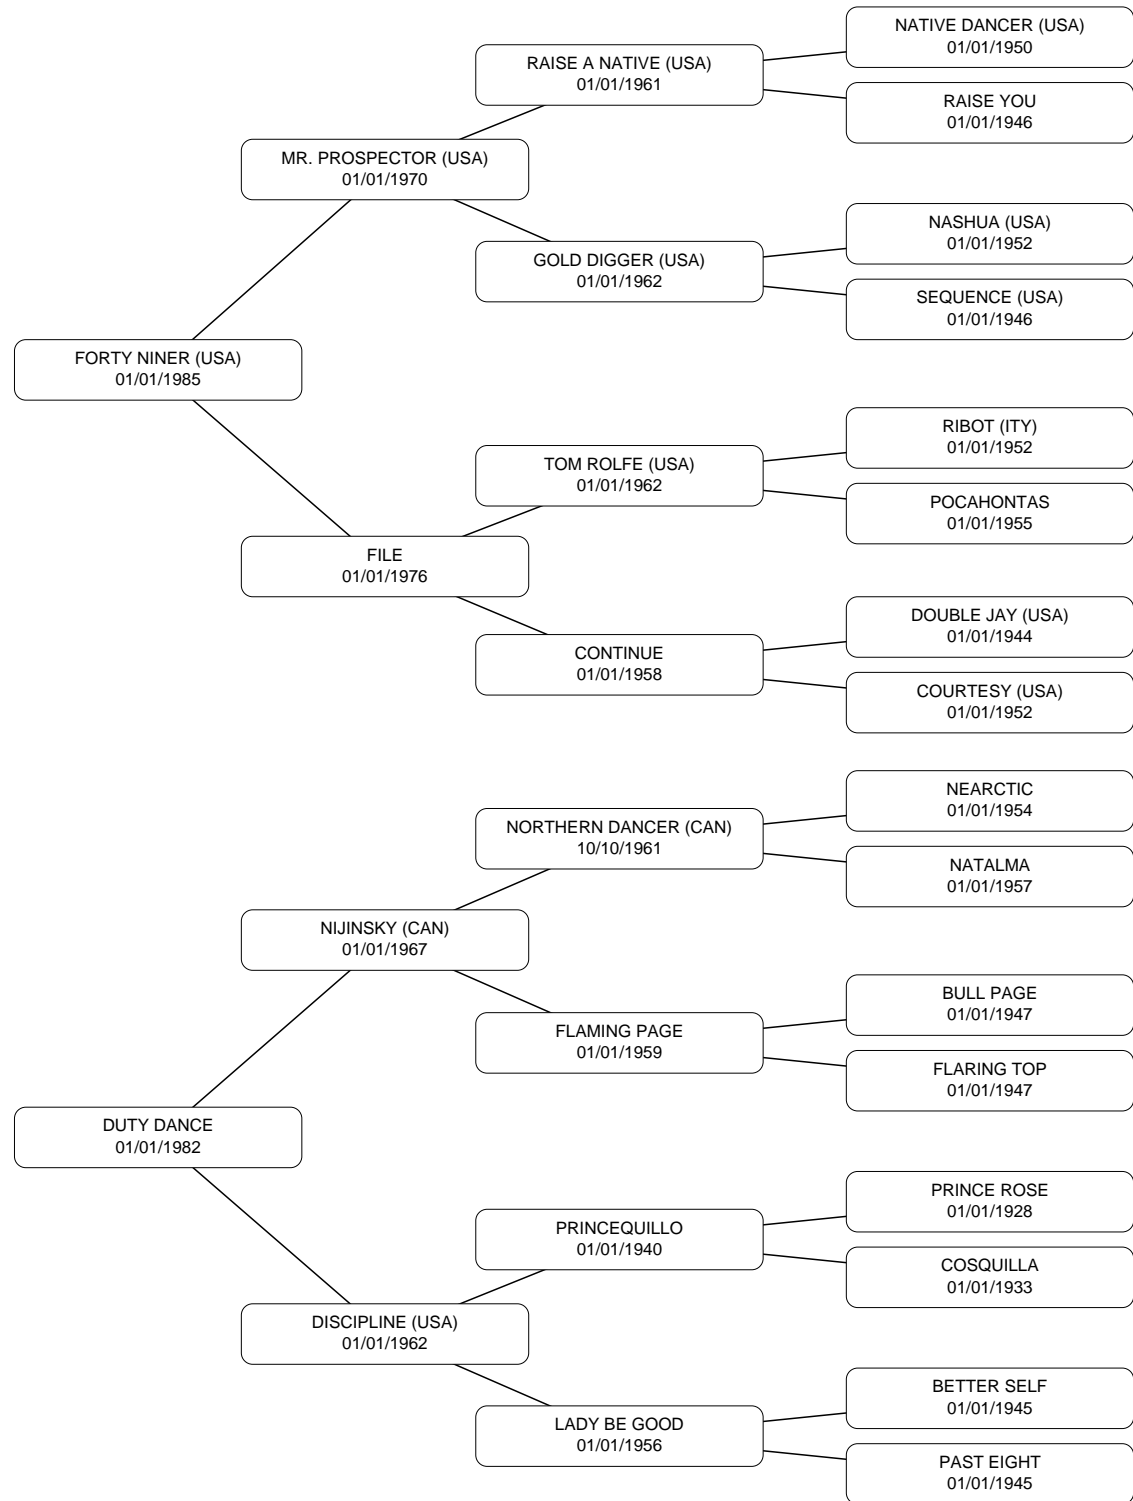 NATIVE DANCER (USA)
01/01/1950
RAISE A NATIVE (USA)
01/01/1961
RAISE YOU
01/01/1946
MR. PROSPECTOR (USA)
01/01/1970
NASHUA (USA)
01/01/1952
GOLD DIGGER (USA)
01/01/1962
SEQUENCE (USA)
01/01/1946
FORTY NINER (USA)
01/01/1985
RIBOT (ITY)
01/01/1952
TOM ROLFE (USA)
01/01/1962
POCAHONTAS
01/01/1955
FILE
01/01/1976
DOUBLE JAY (USA)
01/01/1944
CONTINUE
01/01/1958
COURTESY (USA)
01/01/1952
NEARCTIC
01/01/1954
NORTHERN DANCER (CAN)
10/10/1961
NATALMA
01/01/1957
NIJINSKY (CAN)
01/01/1967
BULL PAGE
01/01/1947
FLAMING PAGE
01/01/1959
FLARING TOP
01/01/1947
DUTY DANCE
01/01/1982
PRINCE ROSE
01/01/1928
PRINCEQUILLO
01/01/1940
COSQUILLA
01/01/1933
DISCIPLINE (USA)
01/01/1962
BETTER SELF
01/01/1945
LADY BE GOOD
01/01/1956
PAST EIGHT
01/01/1945